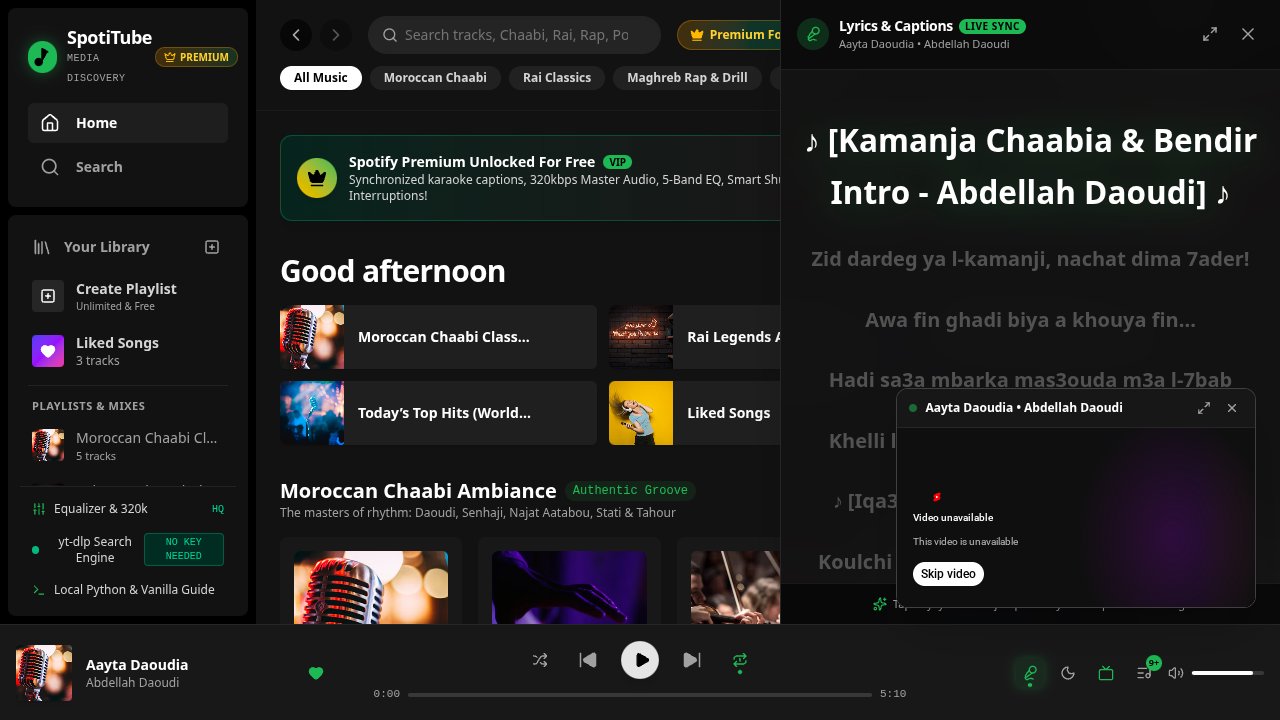 SpotiTube
MEDIA DISCOVERY
PREMIUM
Home
Search
Your Library
Create Playlist
Unlimited & Free
Liked Songs
3 tracks
PLAYLISTS & MIXES
Moroccan Chaabi Cl...
5 tracks
Equalizer & 320k
HQ
yt-dlp Search
Engine
NO KEY
NEEDED
Local Python & Vanilla Guide
Search tracks, Chaabi, Rai, Rap, Po
Premium Fo
All Music
Moroccan Chaabi
Rai Classics
Maghreb Rap & Drill
Spotify Premium Unlocked For Free
VIP
Synchronized karaoke captions, 320kbps Master Audio, 5-Band EQ, Smart Shu
Interruptions!
Good afternoon
Moroccan Chaabi Class...
Rai Legends A
Today's Top Hits (World...
Liked Songs
Moroccan Chaabi Ambiance
Authentic Groove
The masters of rhythm: Daoudi, Senhaji, Najat Aatabou, Stati & Tahour
Lyrics & Captions
LIVE SYNC
Aayta Daoudia • Abdellah Daoudi
♪ [Kamanja Chaabia & Bendir
Intro - Abdellah Daoudi] ♪
Zid dardeg ya l-kamanji, nachat dima 7ader!
Awa fin ghadi biya a khouya fin...
Hadi sa3a mbarka mas3ouda m3a l-7bab
Khelli l
♪ [Iqa3
Koulchi
Aayta Daoudia • Abdellah Daoudi
Video unavailable
This video is unavailable
Skip video
Aayta Daoudia
Abdellah Daoudi
0:00
5:10
9+